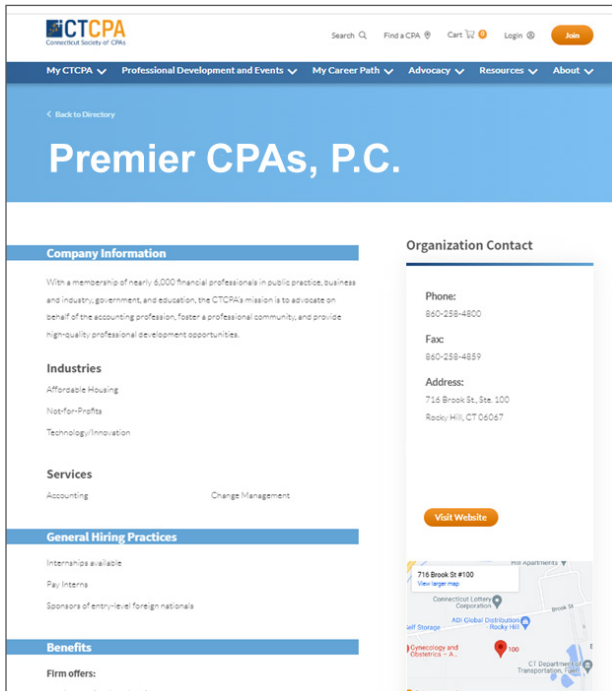 CTCPA
Connecticut Society of CPAs
Search
Find a CPA
Cart 0
Login
Join
My CTCPA
Professional Development and Events
My Career Path
Advocacy
Resources
About
Back to Directory
Premier CPAs, P.C.
Company Information
With a membership of nearly 6,000 financial professionals in public practice, business
and industry, government, and education, the CTCPA's mission is to advocate on
behalf of the accounting profession, foster a professional community, and provide
high-quality professional development opportunities.
Industries
Affordable Housing
Not-for-Profits
Technology/Innovation
Services
Accounting
Change Management
General Hiring Practices
Internships available
Pay Interns
Sponsors of entry-level foreign nationals
Benefits
Firm offers:
Organization Contact
Phone:
860-258-4800
Fax:
860-258-4859
Address:
716 Brook St., Ste. 100
Rocky Hill, CT 06067
Visit Website
Apartments
716 Brook St #100
View larger map
Connecticut Lottery
Corporation
Brook St
ADI Global Distribution
- Rocky Hill
Self Storage
Gynecology and
Obstetrics – A...
100
CT Department of
Transportation, Fuel